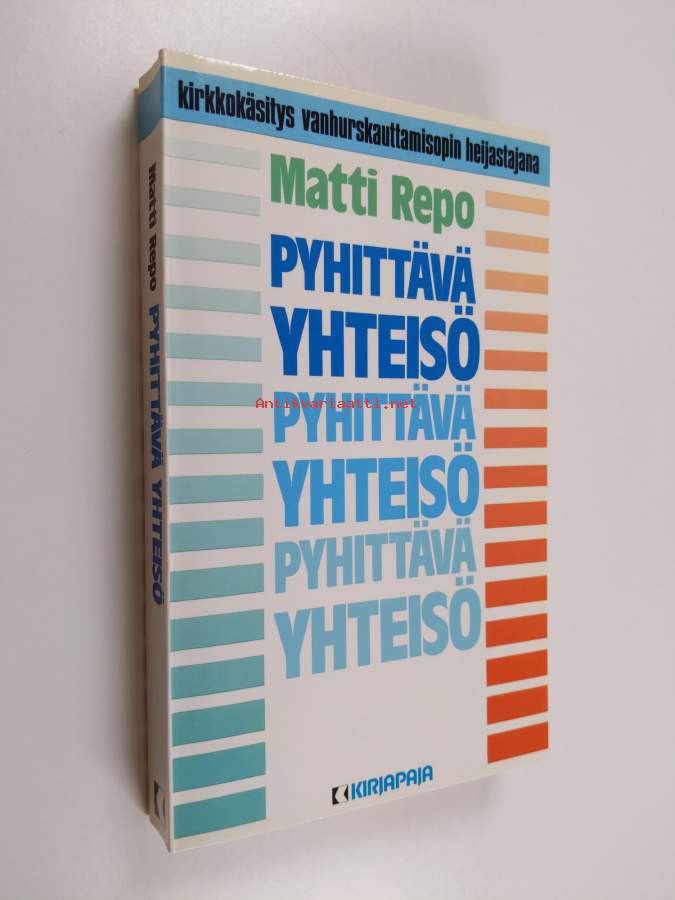 kirkkokäsitys vanhurskauttamisopin heijastajana
Matti Repo
PYHITTÄVÄ
YHTEISÖ
Antikvariaatti.net
PYHITTÄVÄ
YHTEISÖ
PYHITTÄVÄ
YHTEISÖ
KIRJAPAJA
Matti Repo PYHITTÄVÄ YHTEISÖ